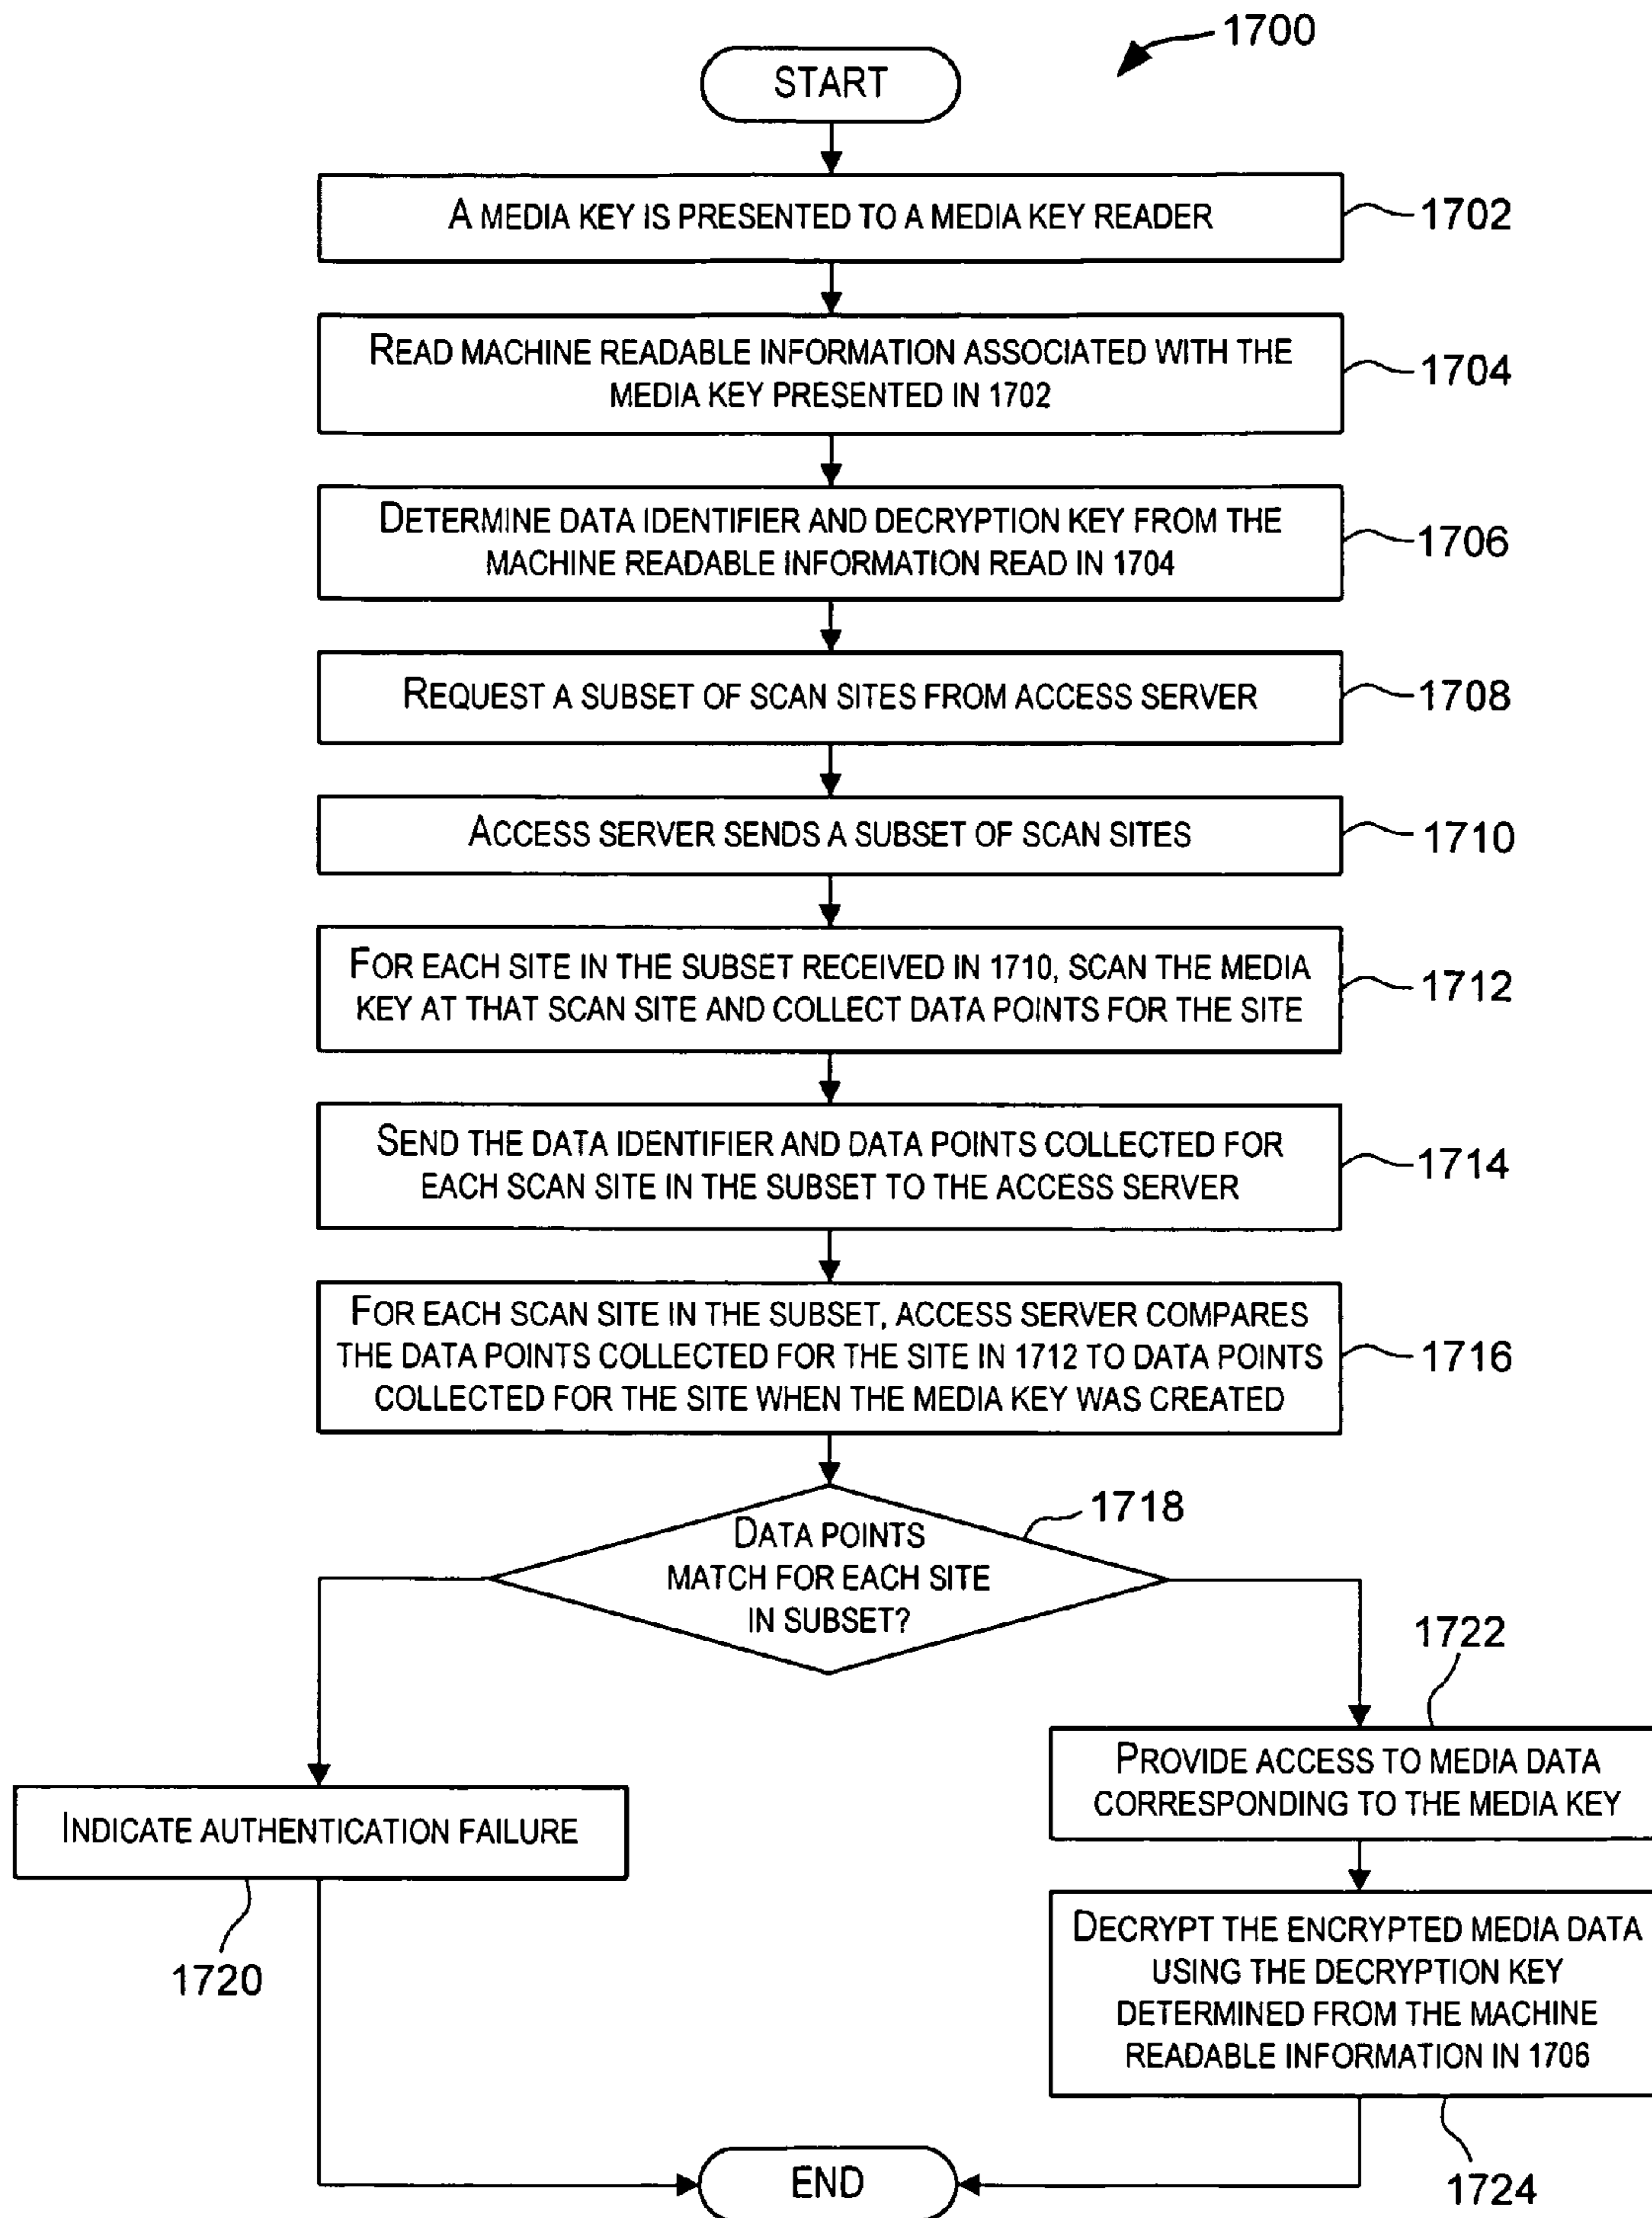 1700
START
A MEDIA KEY IS PRESENTED TO A MEDIA KEY READER
1702
READ MACHINE READABLE INFORMATION ASSOCIATED WITH THE
MEDIA KEY PRESENTED IN 1702
1704
DETERMINE DATA IDENTIFIER AND DECRYPTION KEY FROM THE
MACHINE READABLE INFORMATION READ IN 1704
1706
REQUEST A SUBSET OF SCAN SITES FROM ACCESS SERVER
1708
ACCESS SERVER SENDS A SUBSET OF SCAN SITES
1710
FOR EACH SITE IN THE SUBSET RECEIVED IN 1710, SCAN THE MEDIA
KEY AT THAT SCAN SITE AND COLLECT DATA POINTS FOR THE SITE
1712
SEND THE DATA IDENTIFIER AND DATA POINTS COLLECTED FOR
EACH SCAN SITE IN THE SUBSET TO THE ACCESS SERVER
1714
FOR EACH SCAN SITE IN THE SUBSET, ACCESS SERVER COMPARES
THE DATA POINTS COLLECTED FOR THE SITE IN 1712 TO DATA POINTS
COLLECTED FOR THE SITE WHEN THE MEDIA KEY WAS CREATED
1716
DATA POINTS
MATCH FOR EACH SITE
IN SUBSET?
1718
INDICATE AUTHENTICATION FAILURE
1720
1722
PROVIDE ACCESS TO MEDIA DATA
CORRESPONDING TO THE MEDIA KEY
DECRYPT THE ENCRYPTED MEDIA DATA
USING THE DECRYPTION KEY
DETERMINED FROM THE MACHINE
READABLE INFORMATION IN 1706
1724
END